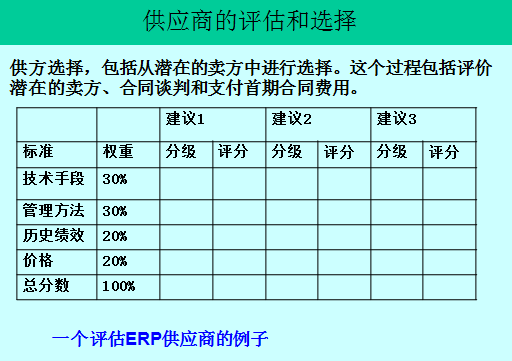 供应商的评估和选择
供方选择，包括从潜在的卖方中进行选择。这个过程包括评价
潜在的卖方、合同谈判和支付首期合同费用。
建议1 建议2 建议3
标准 权重 分级 评分 分级 评分 分级 评分
技术手段 30%
管理方法 30%
历史绩效 20%
价格 20%
总分数 100%
一个评估ERP供应商的例子